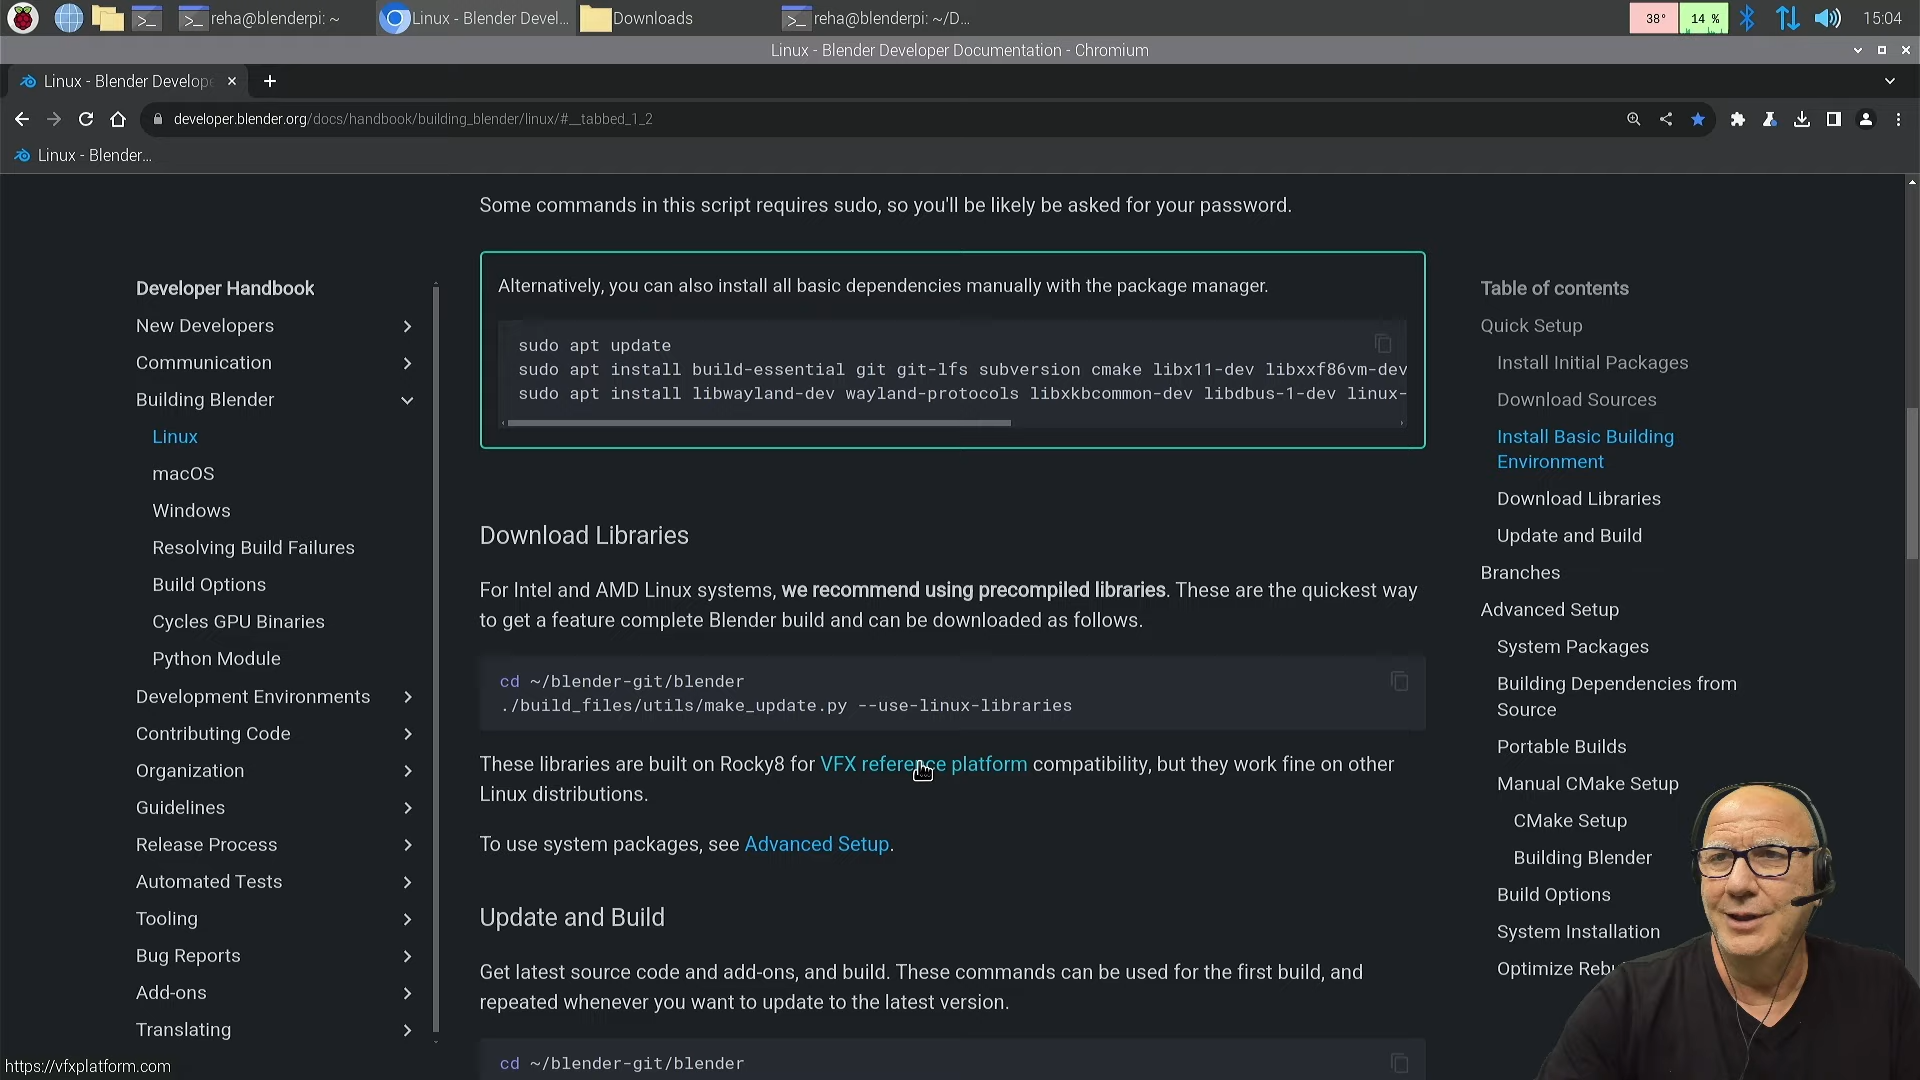 reha@blenderpi: ~
Linux - Blender Devel...
Downloads
reha@blenderpi: ~/D...
38°
14 %
15:04
Linux - Blender Developer Documentation - Chromium
Linux - Blender Develop
developer.blender.org/docs/handbook/building_blender/linux/#__tabbed_1_2
Linux - Blender...
Developer Handbook
New Developers
Communication
Building Blender
Linux
macOS
Windows
Resolving Build Failures
Build Options
Cycles GPU Binaries
Python Module
Development Environments
Contributing Code
Organization
Guidelines
Release Process
Automated Tests
Tooling
Bug Reports
Add-ons
Translating
Some commands in this script requires sudo, so you'll be likely be asked for your password.
Alternatively, you can also install all basic dependencies manually with the package manager.
sudo apt update
sudo apt install build-essential git git-lfs subversion cmake libx11-dev libxxf86vm-dev
sudo apt install libwayland-dev wayland-protocols libxkbcommon-dev libdbus-1-dev linux-
Download Libraries
For Intel and AMD Linux systems, we recommend using precompiled libraries. These are the quickest way
to get a feature complete Blender build and can be downloaded as follows.
cd ~/blender-git/blender
./build_files/utils/make_update.py --use-linux-libraries
These libraries are built on Rocky8 for VFX reference platform compatibility, but they work fine on other
Linux distributions.
To use system packages, see Advanced Setup.
Update and Build
Get latest source code and add-ons, and build. These commands can be used for the first build, and
repeated whenever you want to update to the latest version.
cd ~/blender-git/blender
Table of contents
Quick Setup
Install Initial Packages
Download Sources
Install Basic Building
Environment
Download Libraries
Update and Build
Branches
Advanced Setup
System Packages
Building Dependencies from
Source
Portable Builds
Manual CMake Setup
CMake Setup
Building Blender
Build Options
System Installation
Optimize Rebu
https://vfxplatform.com